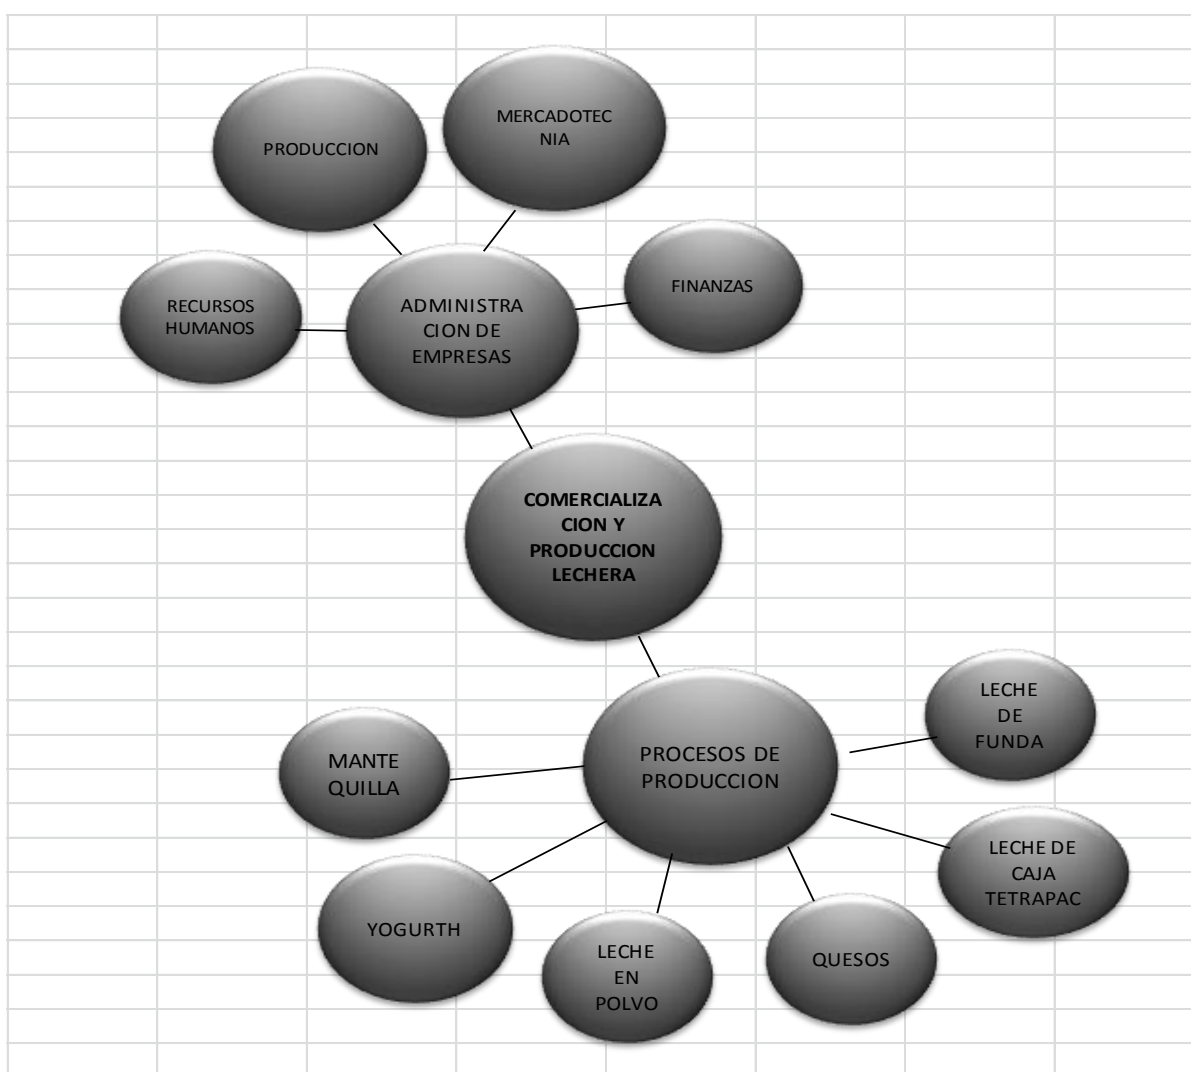 MERCADOTEC
NIA
PRODUCCION
FINANZAS
RECURSOS
HUMANOS
ADMINISTRA
CION DE
EMPRESAS
COMERCIALIZA
CION Y
PRODUCCION
LECHERA
LECHE
DE
FUNDA
PROCESOS DE
PRODUCCION
MANTE
QUILLA
LECHE DE
CAJA
TETRAPAC
YOGURTH
LECHE
EN
POLVO
QUESOS